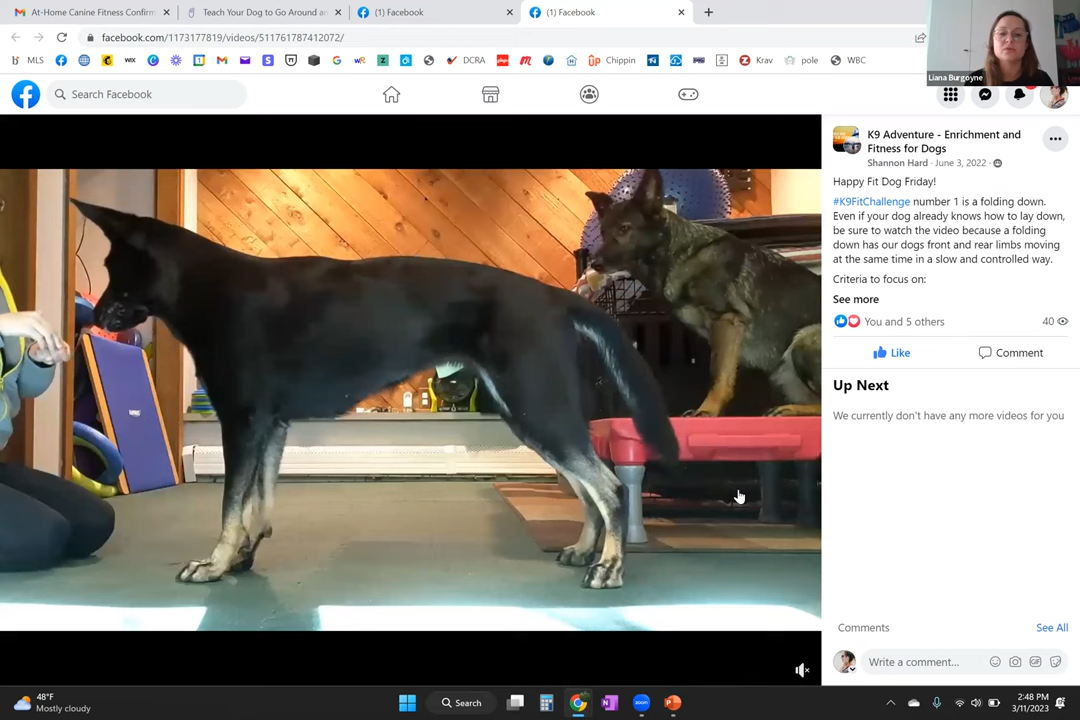 At-Home Canine Fitness Confirm
Teach Your Dog to Go Around an
(1) Facebook
(1) Facebook
facebook.com/1173177819/videos/511761787412072/
MLS
WIX
DCRA
Chippin
Krav
pole
WBC
Liana Burgoyne
Search Facebook
K9 Adventure - Enrichment and
Fitness for Dogs
Shannon Hard · June 3, 2022 ·
Happy Fit Dog Friday!
#K9FitChallenge number 1 is a folding down.
Even if your dog already knows how to lay down,
be sure to watch the video because a folding
down has our dogs front and rear limbs moving
at the same time in a slow and controlled way.
Criteria to focus on:
See more
You and 5 others
40
Like
Comment
Up Next
We currently don't have any more videos for you
Comments
See All
Write a comment...
48°F
Mostly cloudy
Search
2:48 PM
3/11/2023